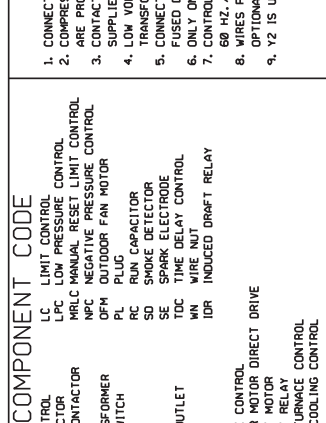 COMPONENT CODE
TROL
CTOR
ONTACTOR
SFORMER
ITCH
OUTLET
CONTROL
MOTOR DIRECT DRIVE
MOTOR
RELAY
URNACE CONTROL
COOLING CONTROL
LC LIMIT CONTROL
LPC LOW PRESSURE CONTROL
MRLC MANUAL RESET LIMIT CONTROL
NPC NEGATIVE PRESSURE CONTROL
OFM OUTDOOR FAN MOTOR
PL PLUG
RC RUN CAPACITOR
SD SMOKE DETECTOR
SE SPARK ELECTRODE
TDC TIME DELAY CONTROL
WN WIRE NUT
IDR INDUCED DRAFT RELAY
1. CONNECT
2. COMPRES
ARE PRO
3. CONTACT
SUPPLIE
4. LOW VO
TRANSFO
5. CONNECT
FUSED D
6. ONLY ON
7. CONTROL
60 HZ.
8. WIRES F
OPTIONA
9. Y2 IS U